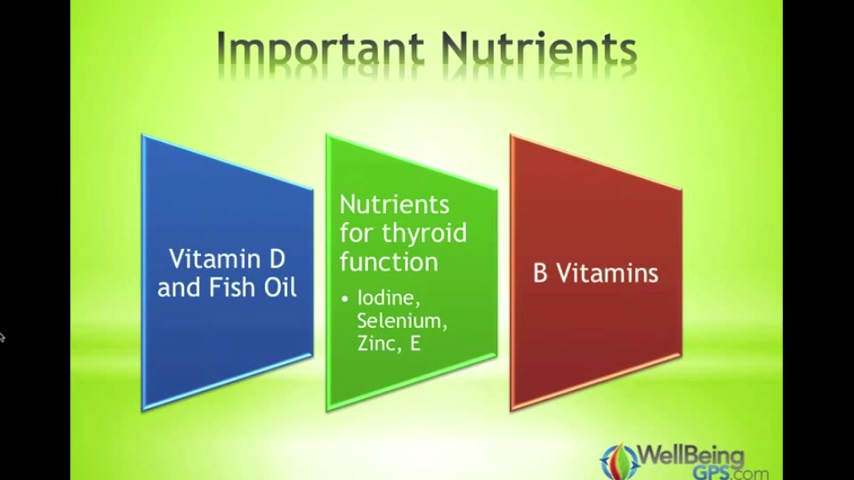 Important Nutrients
Vitamin D
and Fish Oil
Nutrients
for thyroid
function
• Iodine,
Selenium,
Zinc, E
B Vitamins
WellBeing
GPS.com